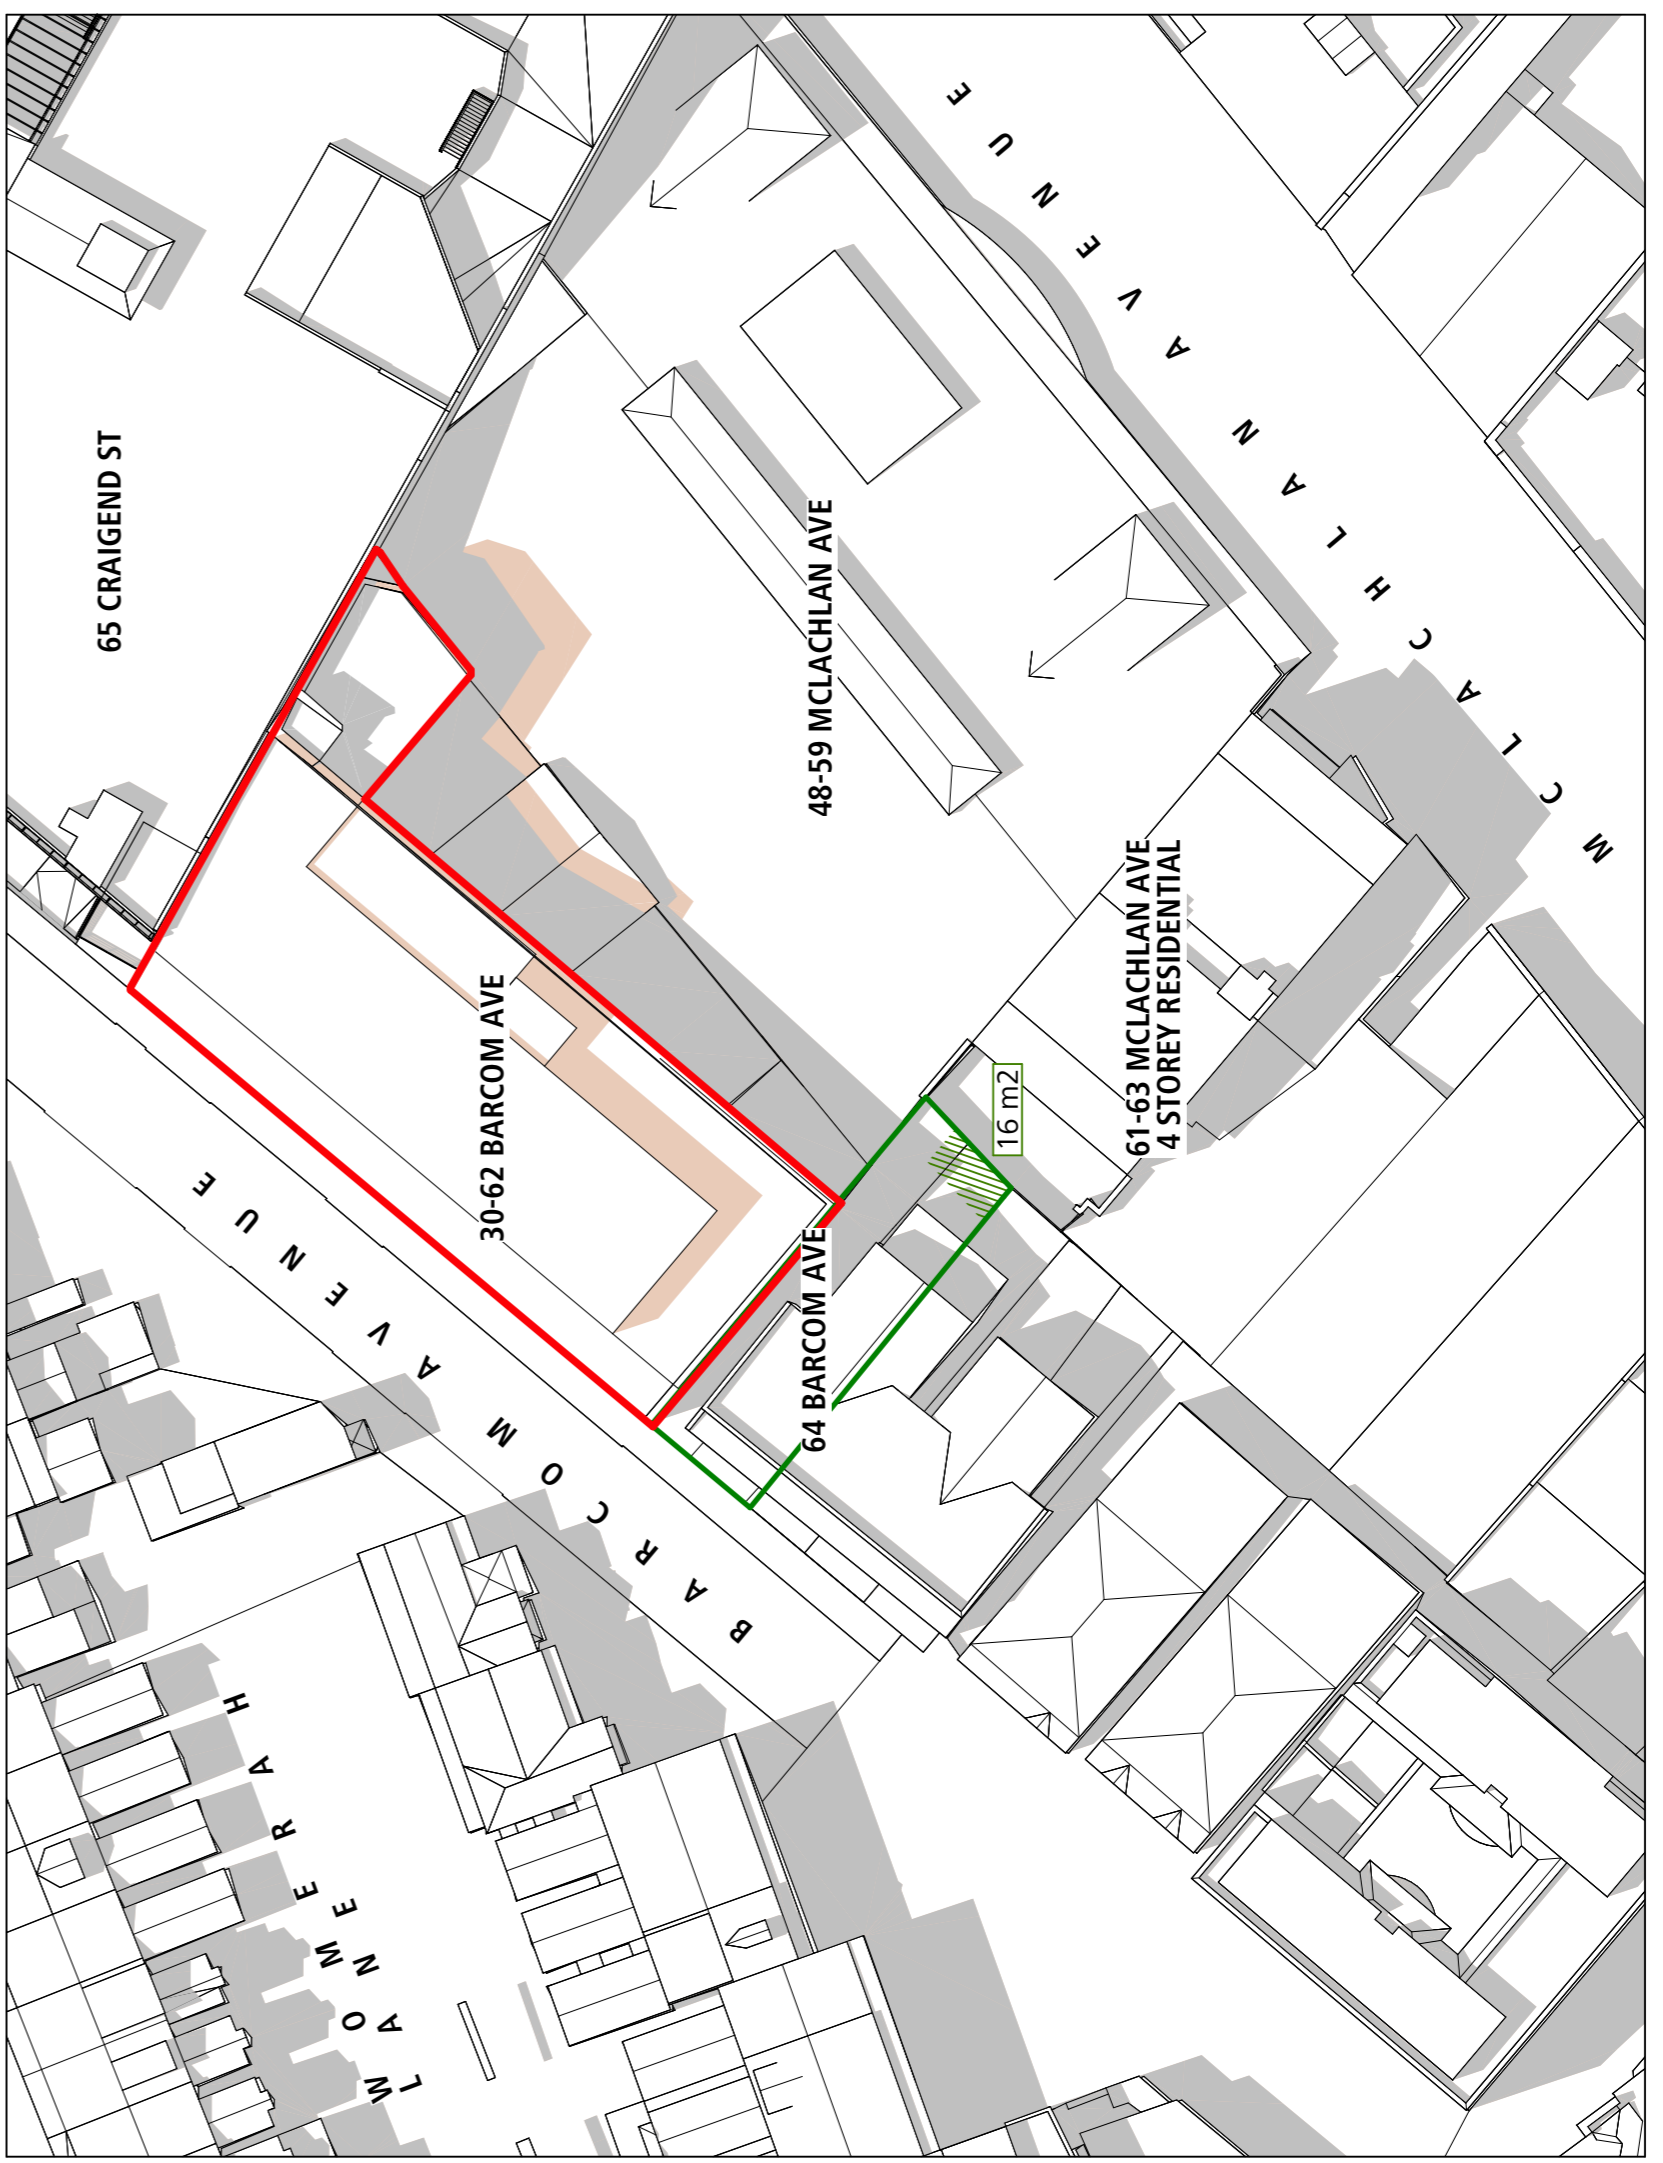 65 CRAIGEND ST
48-59 MCLACHLAN AVE
30-62 BARCOM AVE
61-63 MCLACHLAN AVE
4 STOREY RESIDENTIAL
16 m2
64 BARCOM AVE
MCLACHLAN AVENUE
BARCOM AVENUE
WOMERAH
LANE